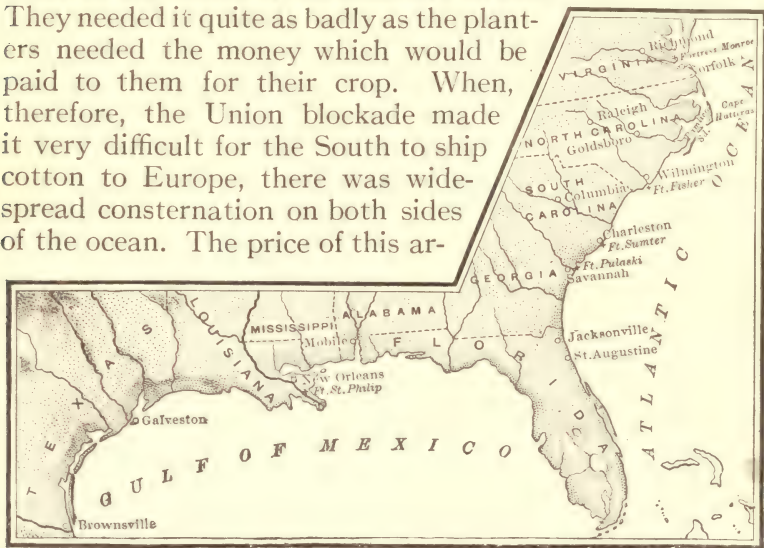 They needed it quite as badly as the plant-
ers needed the money which would be
paid to them for their crop. When,
therefore, the Union blockade made
it very difficult for the South to ship
cotton to Europe, there was wide-
spread consternation on both sides
of the ocean. The price of this ar-
Richmond
Fortress Monroe
VIRGINIA
Norfolk
Raleigh
Cape
Hatteras
NORTH CAROLINA
Goldsboro
Wilmington
Ft. Fisher
SOUTH
CAROLINA
Columbia
Charleston
Ft. Sumter
Ft. Pulaski
GEORGIA
Savannah
ATLANTIC OCEAN
LOUISIANA
MISSISSIPPI
ALABAMA
Mobile
FLORIDA
Jacksonville
St. Augustine
New Orleans
Ft. St. Philip
TEXAS
Galveston
GULF OF MEXICO
Brownsville